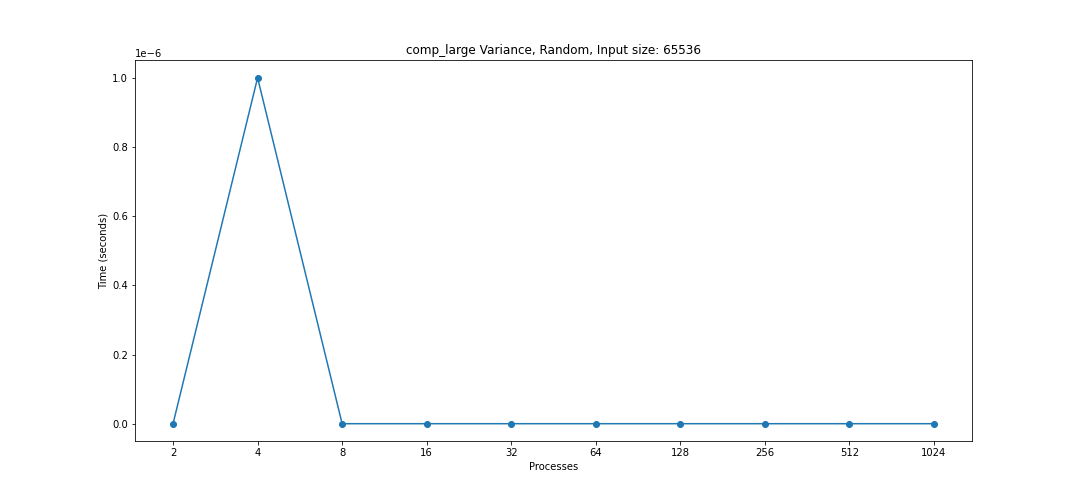 comp_large Variance, Random, Input size: 65536
1e−6
1.0
0.8
0.6
0.4
0.2
0.0
Time (seconds)
2 4 8 16 32 64 128 256 512 1024
Processes